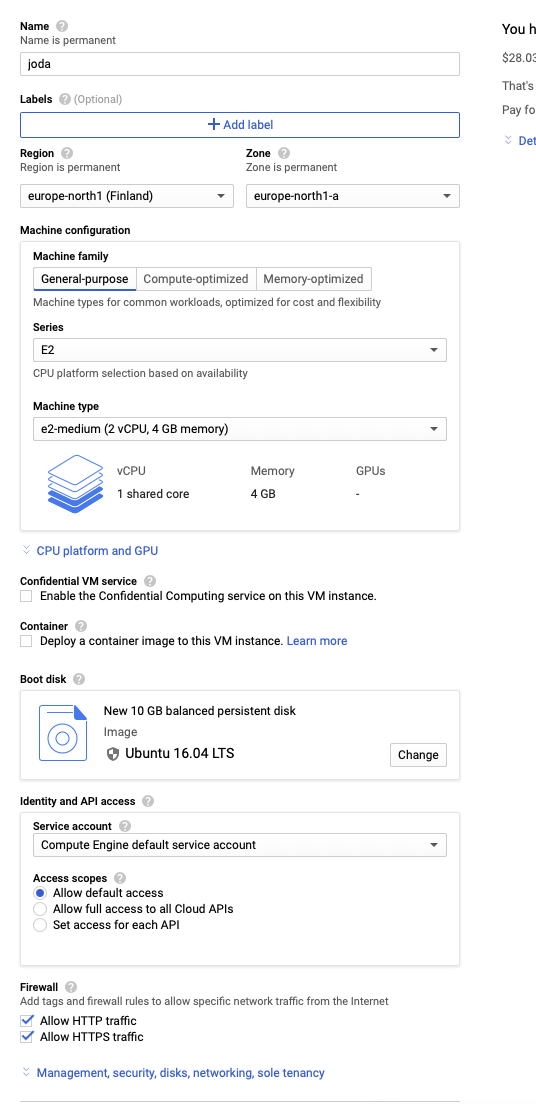 Name
Name is permanent
joda
Labels (Optional)
+ Add label
Region
Region is permanent
Zone
Zone is permanent
europe-north1 (Finland)
europe-north1-a
Machine configuration
Machine family
General-purpose
Compute-optimized
Memory-optimized
Machine types for common workloads, optimized for cost and flexibility
Series
E2
CPU platform selection based on availability
Machine type
e2-medium (2 vCPU, 4 GB memory)
vCPU
Memory
GPUs
1 shared core
4 GB
-
CPU platform and GPU
Confidential VM service
Enable the Confidential Computing service on this VM instance.
Container
Deploy a container image to this VM instance. Learn more
Boot disk
New 10 GB balanced persistent disk
Image
Ubuntu 16.04 LTS
Change
Identity and API access
Service account
Compute Engine default service account
Access scopes
Allow default access
Allow full access to all Cloud APIs
Set access for each API
Firewall
Add tags and firewall rules to allow specific network traffic from the Internet
Allow HTTP traffic
Allow HTTPS traffic
Management, security, disks, networking, sole tenancy
You h
$28.03
That's
Pay fo
Det